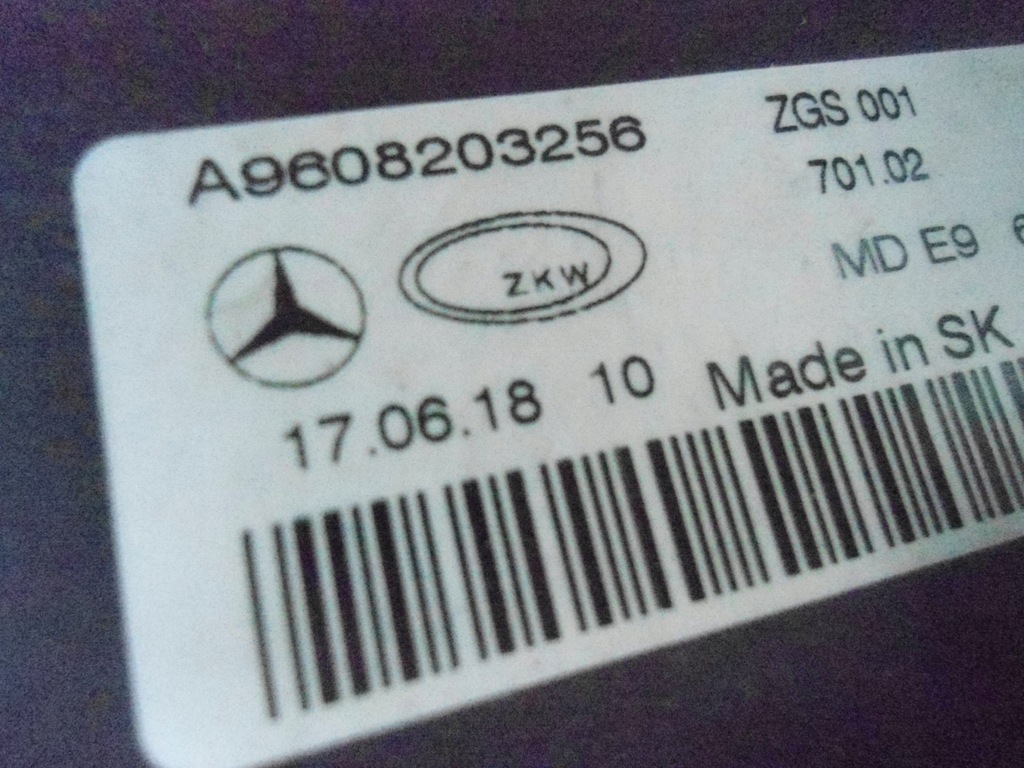 A9608203256
ZGS 001
701.02
ZKW
MD E9
17.06.18 10
Made in SK